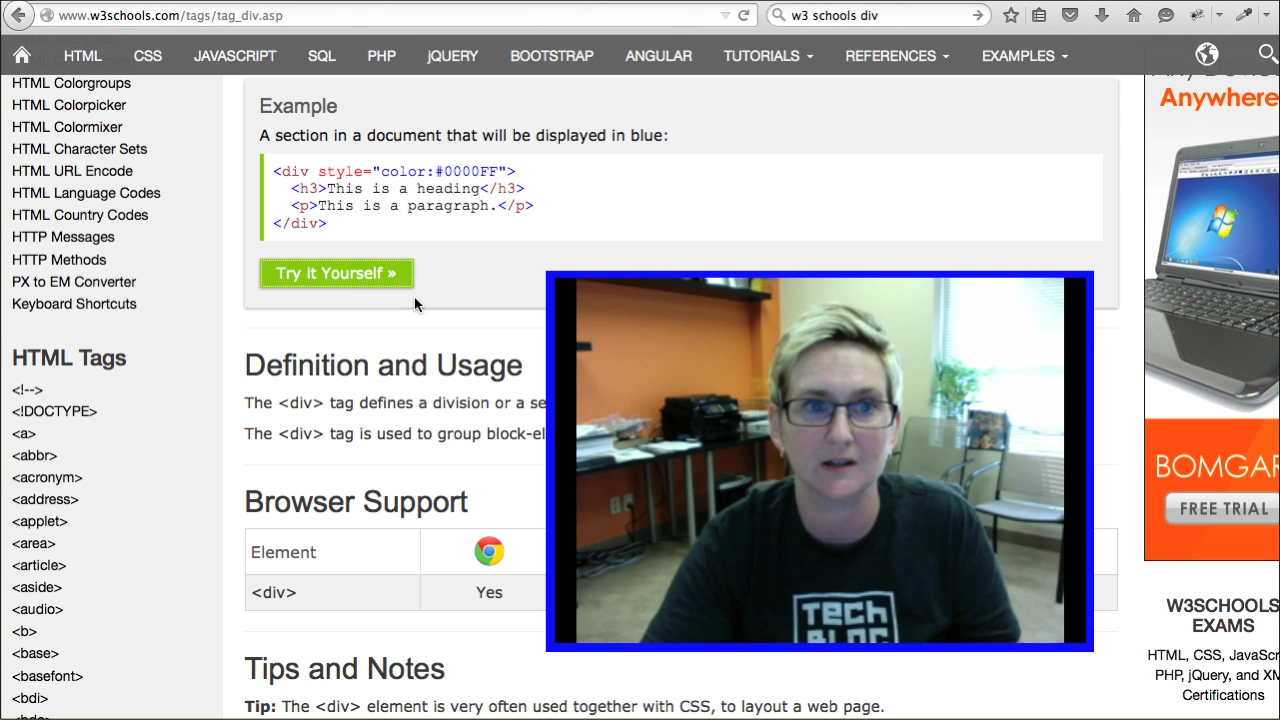 www.w3schools.com/tags/tag_div.asp
w3 schools div
HTML CSS JAVASCRIPT SQL PHP jQUERY BOOTSTRAP ANGULAR TUTORIALS REFERENCES EXAMPLES
HTML Colorgroups
HTML Colorpicker
HTML Colormixer
HTML Character Sets
HTML URL Encode
HTML Language Codes
HTML Country Codes
HTTP Messages
HTTP Methods
PX to EM Converter
Keyboard Shortcuts
HTML Tags
<!-->
<!DOCTYPE>
<a>
<abbr>
<acronym>
<address>
<applet>
<area>
<article>
<aside>
<audio>
<b>
<base>
<basefont>
<bdi>
Example
A section in a document that will be displayed in blue:
<div style="color:#0000FF">
<h3>This is a heading</h3>
<p>This is a paragraph.</p>
</div>
Try it Yourself »
Definition and Usage
The <div> tag defines a division or a se
The <div> tag is used to group block-el
Browser Support
Element
<div> Yes
Tips and Notes
Tip: The <div> element is very often used together with CSS, to layout a web page.
TECH
BLOC
Anywhere
BOMGAR
FREE TRIAL
W3SCHOOLS
EXAMS
HTML, CSS, JavaScr
PHP, jQuery, and XM
Certifications